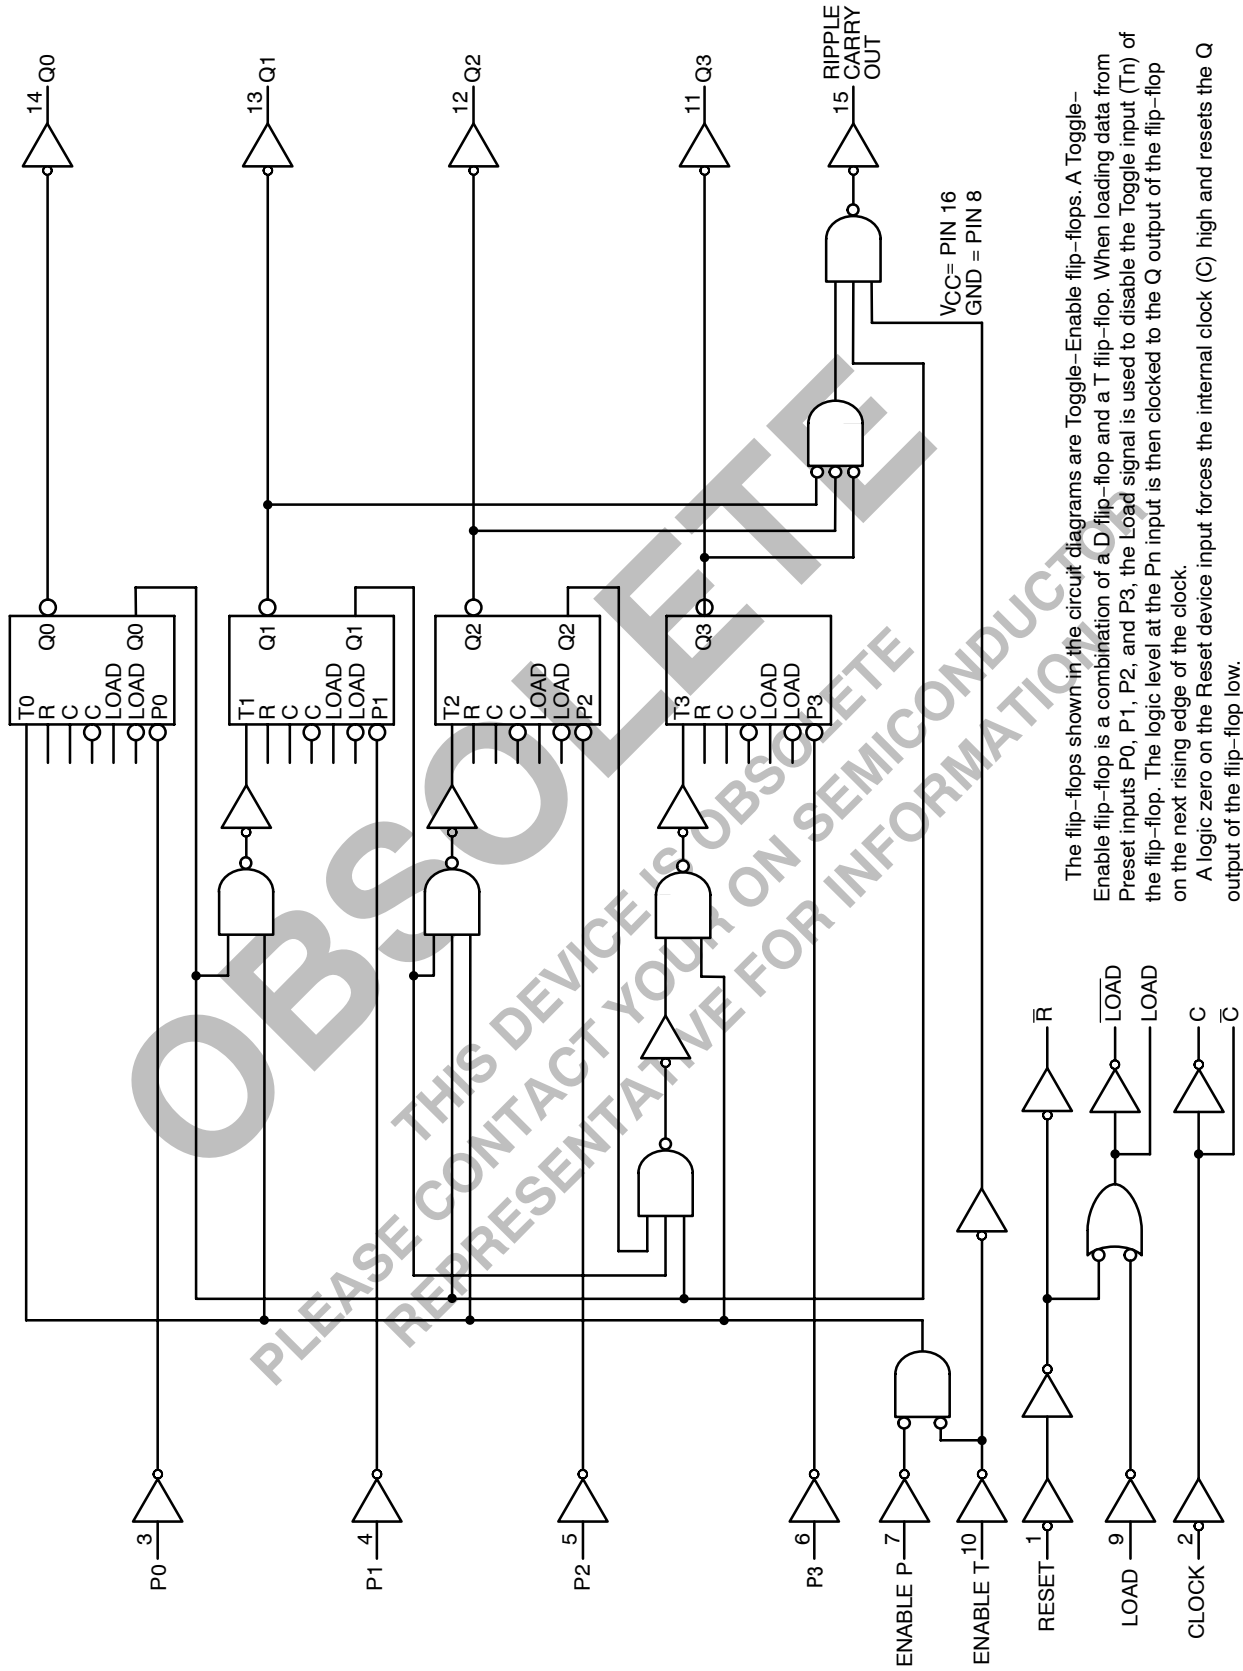 P0 3
P1 4
P2 5
P3 6
ENABLE P 7
ENABLE T 10
RESET 1
LOAD 9
CLOCK 2
T0
R
C
C
LOAD
LOAD
P0
Q0
Q0
T1
R
C
C
LOAD
LOAD
P1
Q1
Q1
T2
R
C
C
LOAD
LOAD
P2
Q2
Q2
T3
R
C
C
LOAD
LOAD
P3
Q3
14 Q0
13 Q1
12 Q2
11 Q3
15 RIPPLE
CARRY
OUT
VCC= PIN 16
GND = PIN 8
R̅
L̅O̅A̅D̅
LOAD
C
C̅
The flip−flops shown in the circuit diagrams are Toggle−Enable flip−flops. A Toggle−
Enable flip−flop is a combination of a D flip−flop and a T flip−flop. When loading data from
Preset inputs P0, P1, P2, and P3, the Load signal is used to disable the Toggle input (Tn) of
the flip−flop. The logic level at the Pn input is then clocked to the Q output of the flip−flop
on the next rising edge of the clock.
A logic zero on the Reset device input forces the internal clock (C) high and resets the Q
output of the flip−flop low.
OBSOLETE
THIS DEVICE IS OBSOLETE
PLEASE CONTACT YOUR ON SEMICONDUCTOR
REPRESENTATIVE FOR INFORMATION